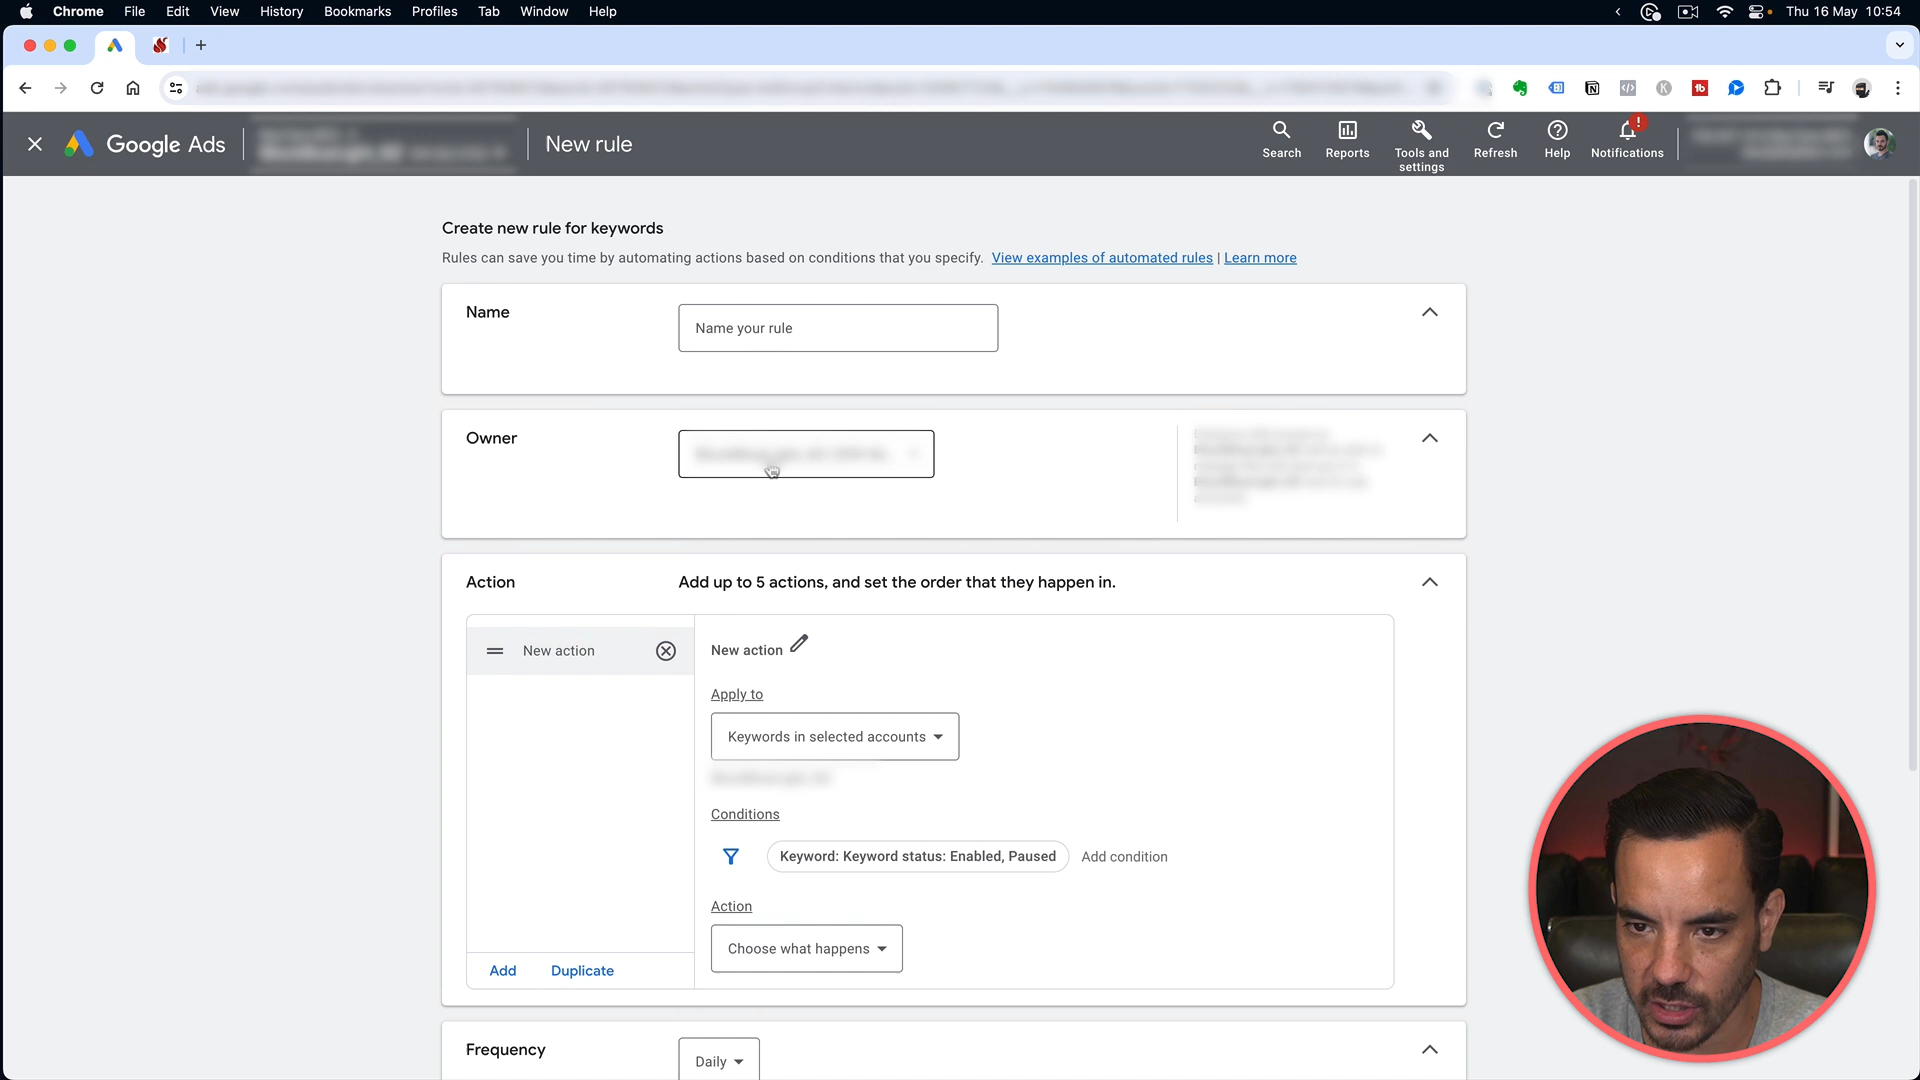 Chrome File Edit View History Bookmarks Profiles Tab Window Help Thu 16 May 10:54
Google Ads New rule Search Reports Tools and settings Refresh Help Notifications
Create new rule for keywords
Rules can save you time by automating actions based on conditions that you specify. View examples of automated rules | Learn more
Name
Name your rule
Owner
Action Add up to 5 actions, and set the order that they happen in.
New action
New action
Apply to
Keywords in selected accounts
Conditions
Keyword: Keyword status: Enabled, Paused Add condition
Action
Choose what happens
Add Duplicate
Frequency
Daily